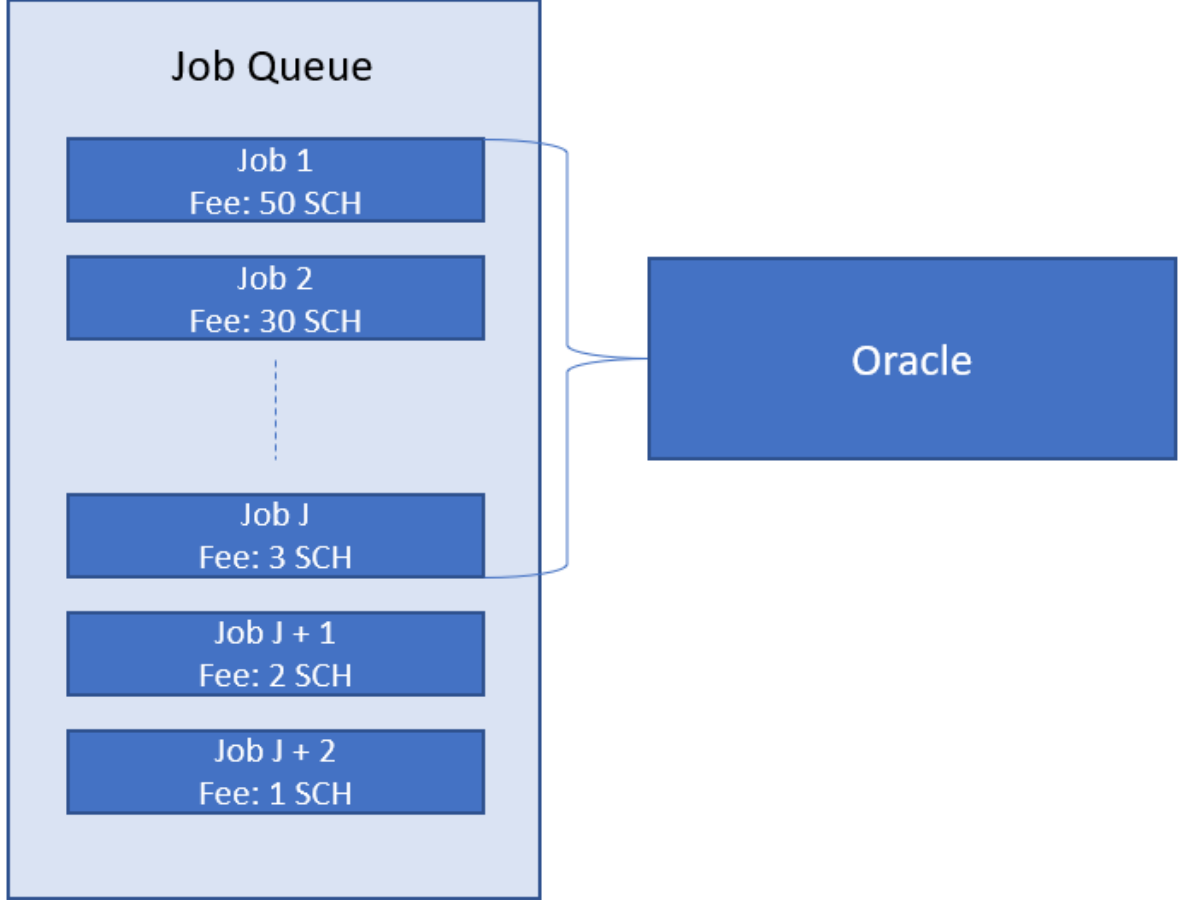 Job Queue
Job 1
Fee: 50 SCH
Job 2
Fee: 30 SCH
Job J
Fee: 3 SCH
Job J + 1
Fee: 2 SCH
Job J + 2
Fee: 1 SCH
Oracle